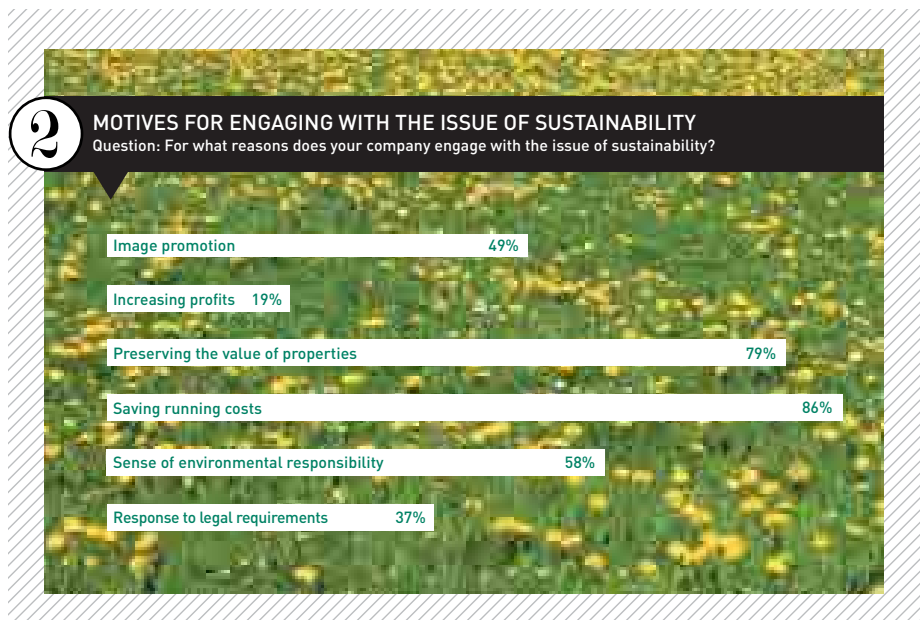 2
MOTIVES FOR ENGAGING WITH THE ISSUE OF SUSTAINABILITY
Question: For what reasons does your company engage with the issue of sustainability?
Image promotion 49%
Increasing profits 19%
Preserving the value of properties 79%
Saving running costs 86%
Sense of environmental responsibility 58%
Response to legal requirements 37%